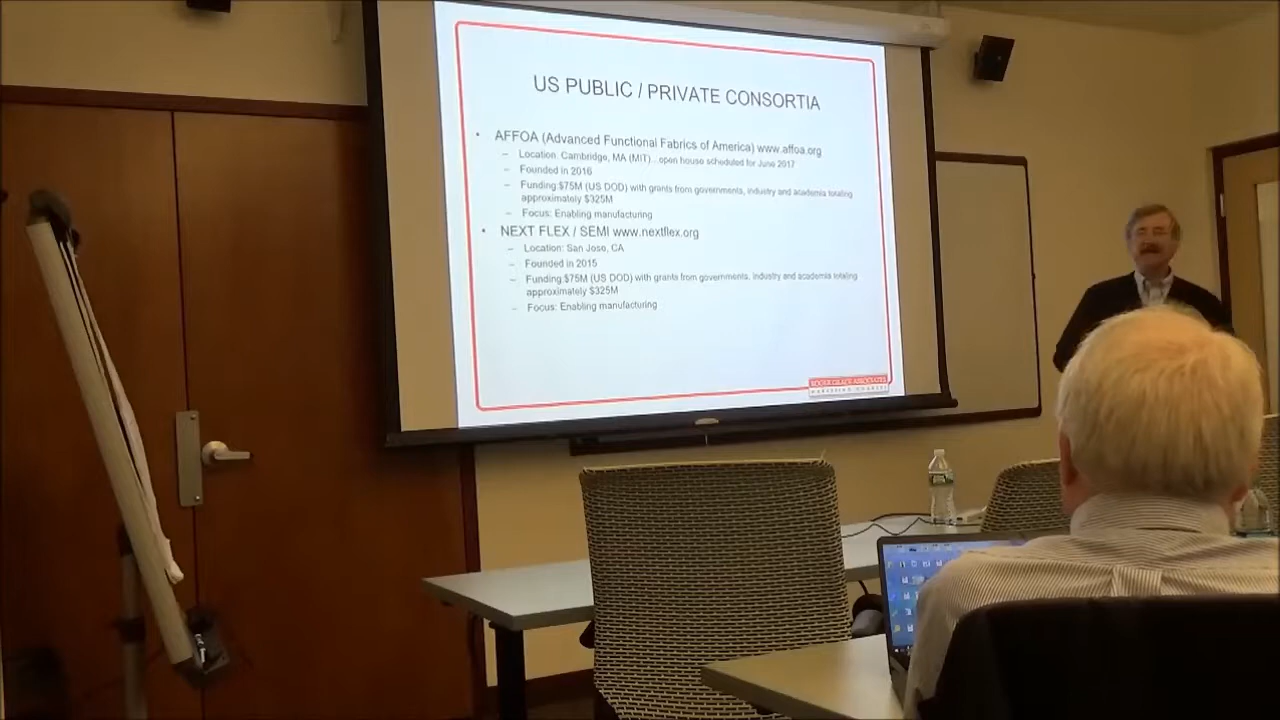 US PUBLIC / PRIVATE CONSORTIA
• AFFOA (Advanced Functional Fabrics of America) www.affoa.org
– Location: Cambridge, MA (MIT)... open house scheduled for June 2017
– Founded in 2016
– Funding:$75M (US DOD) with grants from governments, industry and academia totaling
approximately $325M
– Focus: Enabling manufacturing
• NEXT FLEX / SEMI www.nextflex.org
– Location: San Jose, CA
– Founded in 2015
– Funding:$75M (US DOD) with grants from governments, industry and academia totaling
approximately $325M
– Focus: Enabling manufacturing
ROGER GRACE ASSOCIATES